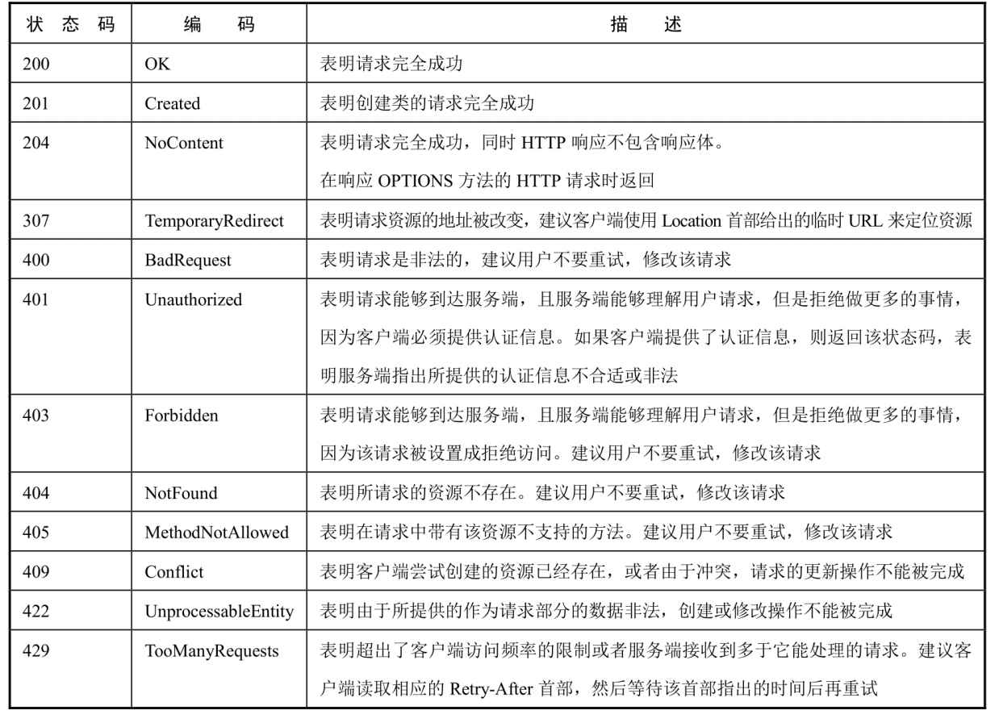 状 态 码 编 码 描 述
200 OK 表明请求完全成功
201 Created 表明创建类的请求完全成功
204 NoContent 表明请求完全成功，同时 HTTP 响应不包含响应体。
在响应 OPTIONS 方法的 HTTP 请求时返回
307 TemporaryRedirect 表明请求资源的地址被改变，建议客户端使用 Location 首部给出的临时 URL 来定位资源
400 BadRequest 表明请求是非法的，建议用户不要重试，修改该请求
401 Unauthorized 表明请求能够到达服务端，且服务端能够理解用户请求，但是拒绝做更多的事情，
因为客户端必须提供认证信息。如果客户端提供了认证信息，则返回该状态码，表
明服务端指出所提供的认证信息不合适或非法
403 Forbidden 表明请求能够到达服务端，且服务端能够理解用户请求，但是拒绝做更多的事情，
因为该请求被设置成拒绝访问。建议用户不要重试，修改该请求
404 NotFound 表明所请求的资源不存在。建议用户不要重试，修改该请求
405 MethodNotAllowed 表明在请求中带有该资源不支持的方法。建议用户不要重试，修改该请求
409 Conflict 表明客户端尝试创建的资源已经存在，或者由于冲突，请求的更新操作不能被完成
422 UnprocessableEntity 表明由于所提供的作为请求部分的数据非法，创建或修改操作不能被完成
429 TooManyRequests 表明超出了客户端访问频率的限制或者服务端接收到多于它能处理的请求。建议客
户端读取相应的 Retry-After 首部，然后等待该首部指出的时间后再重试